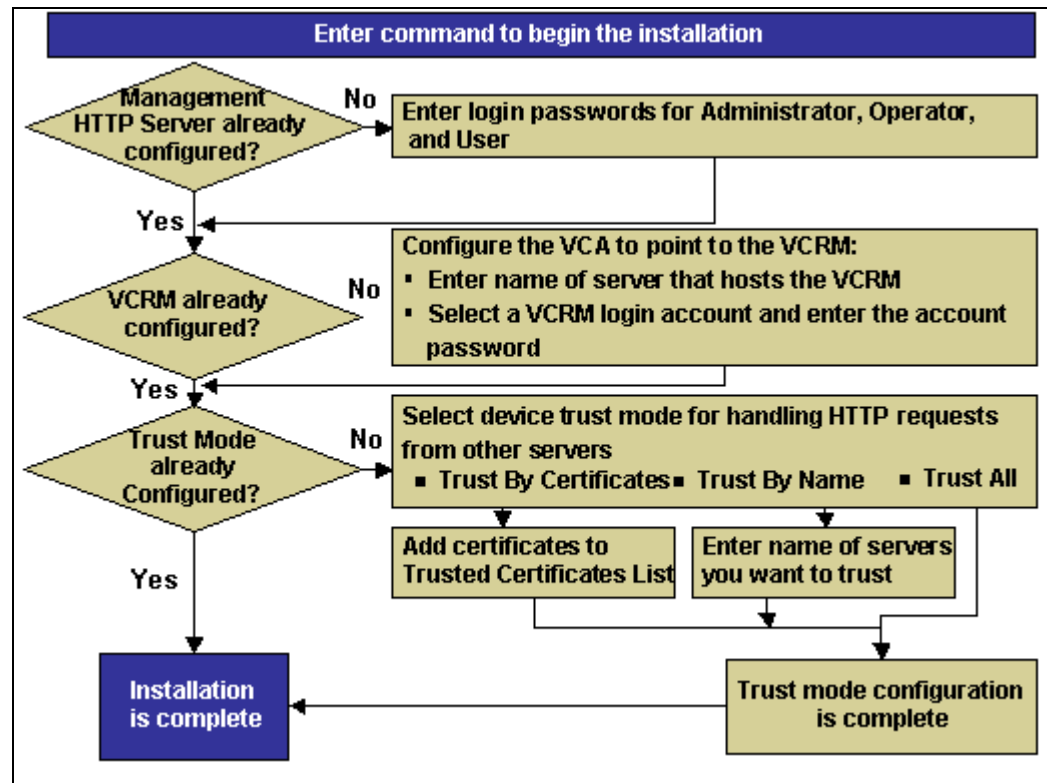 Enter command to begin the installation
Management
HTTP Server already
configured?
No
Enter login passwords for Administrator, Operator,
and User
Yes
VCRM already
configured?
No
Configure the VCA to point to the VCRM:
▪ Enter name of server that hosts the VCRM
▪ Select a VCRM login account and enter the account
password
Yes
Trust Mode
already
Configured?
No
Select device trust mode for handling HTTP requests
from other servers
▪ Trust By Certificates ▪ Trust By Name ▪ Trust All
Add certificates to
Trusted Certificates List
Enter name of servers
you want to trust
Yes
Installation
is complete
Trust mode configuration
is complete